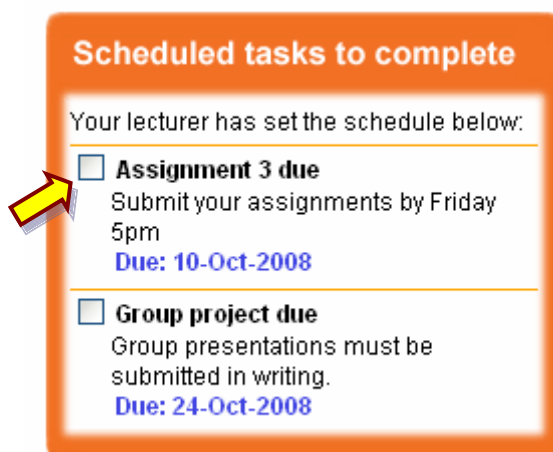 Scheduled tasks to complete
Your lecturer has set the schedule below:
Assignment 3 due
Submit your assignments by Friday
5pm
Due: 10-Oct-2008
Group project due
Group presentations must be
submitted in writing.
Due: 24-Oct-2008